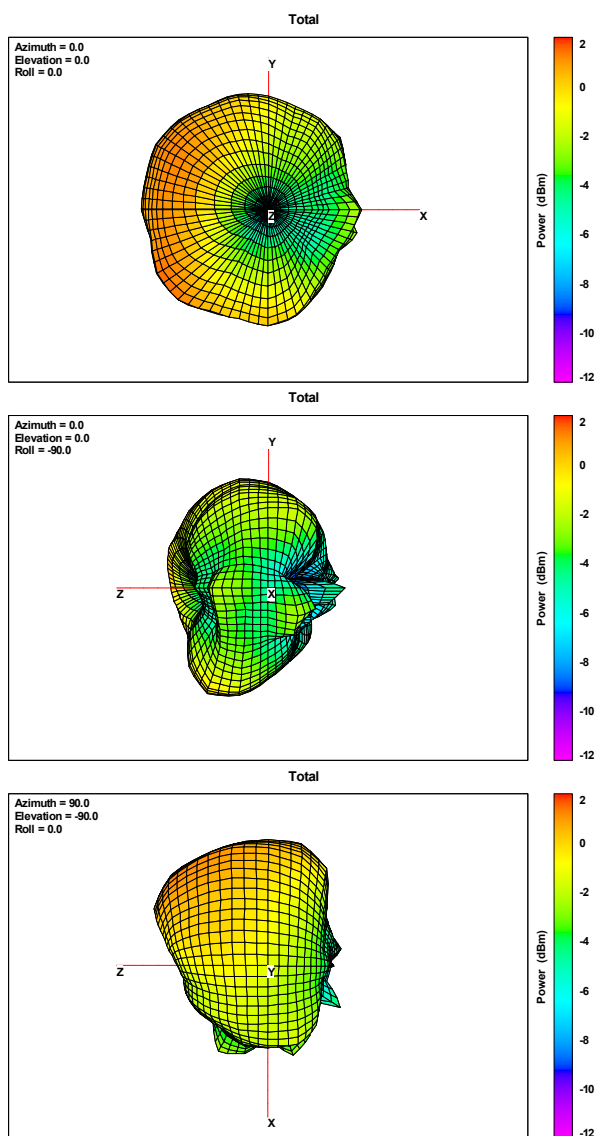 Total
Azimuth = 0.0
Elevation = 0.0
Roll = 0.0
Y
Z
X
2
0
-2
-4
-6
-8
-10
-12
Power (dBm)
Total
Azimuth = 0.0
Elevation = 0.0
Roll = -90.0
Y
Z
X
2
0
-2
-4
-6
-8
-10
-12
Power (dBm)
Total
Azimuth = 90.0
Elevation = -90.0
Roll = 0.0
Z
Y
X
2
0
-2
-4
-6
-8
-10
-12
Power (dBm)